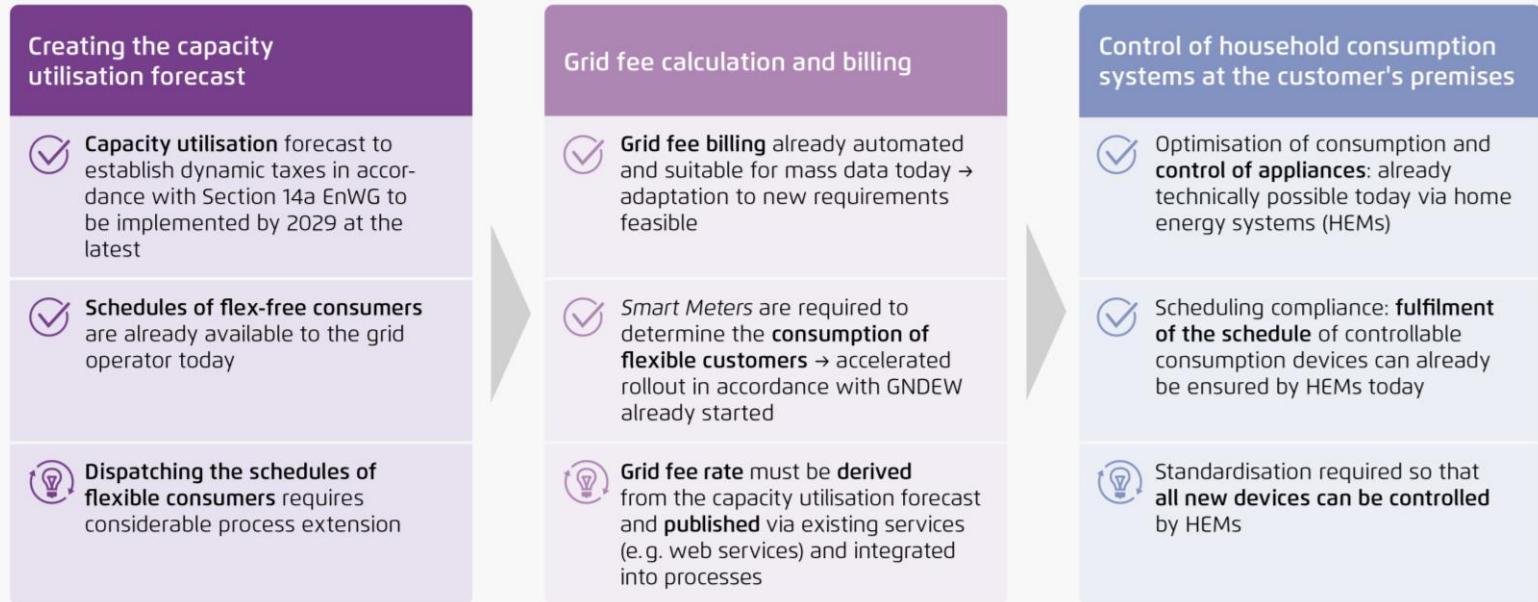 Creating the capacity
utilisation forecast
Capacity utilisation forecast to
establish dynamic taxes in accor-
dance with Section 14a EnWG to
be implemented by 2029 at the
latest
Schedules of flex-free consumers
are already available to the grid
operator today
Dispatching the schedules of
flexible consumers requires
considerable process extension
Grid fee calculation and billing
Grid fee billing already automated
and suitable for mass data today →
adaptation to new requirements
feasible
Smart Meters are required to
determine the consumption of
flexible customers → accelerated
rollout in accordance with GNDEW
already started
Grid fee rate must be derived
from the capacity utilisation forecast
and published via existing services
(e. g. web services) and integrated
into processes
Control of household consumption
systems at the customer's premises
Optimisation of consumption and
control of appliances: already
technically possible today via home
energy systems (HEMs)
Scheduling compliance: fulfilment
of the schedule of controllable
consumption devices can already
be ensured by HEMs today
Standardisation required so that
all new devices can be controlled
by HEMs